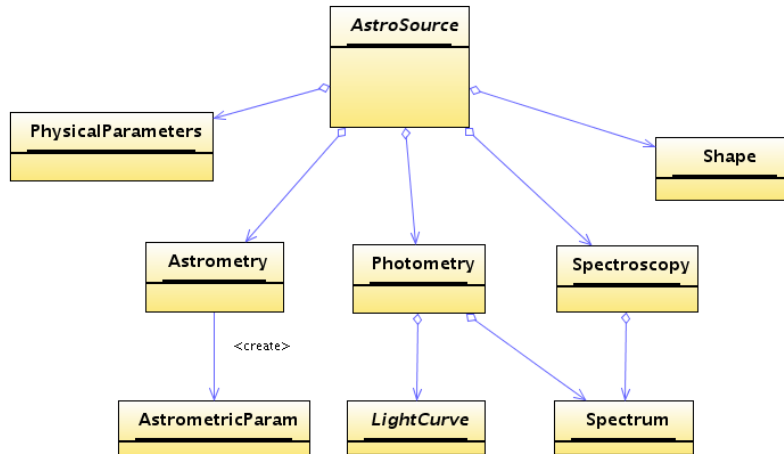 AstroSource
PhysicalParameters
Shape
Astrometry
Photometry
Spectroscopy
<create>
AstrometricParam
LightCurve
Spectrum